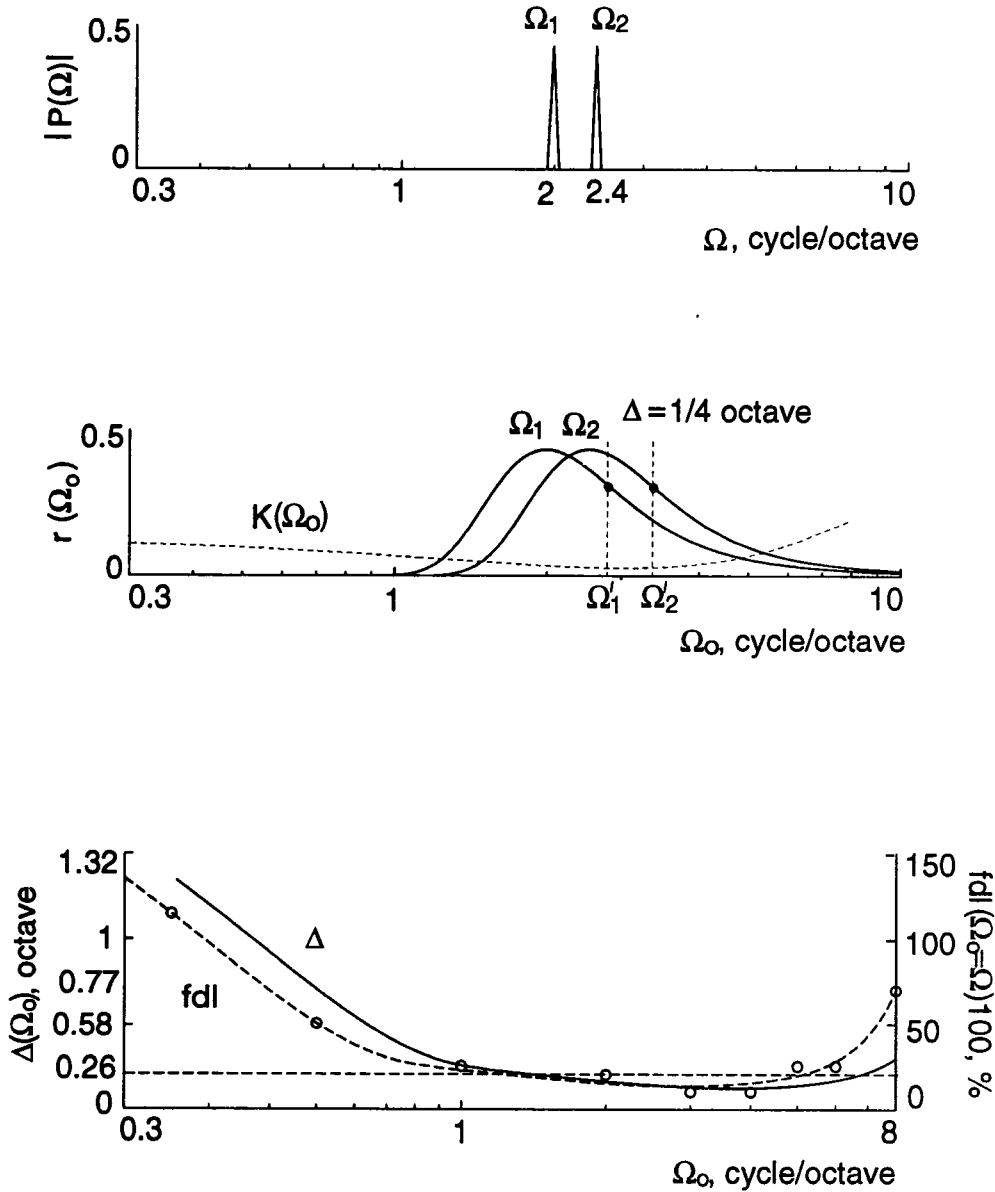 0.5
|P(Ω)|
0
Ω₁ Ω₂
0.3 1 2 2.4 10
Ω, cycle/octave
Δ=1/4 octave
Ω₁ Ω₂
0.5
r(Ωₒ)
K(Ωₒ)
0
0.3 1 Ω₁' Ω₂' 10
Ωₒ, cycle/octave
1.32
1
0.77
0.58
0.26
0
Δ(Ωₒ), octave
Δ
fdl
150
100
50
0
fdl(Ωₒ=Ω)100, %
0.3 1 8
Ωₒ, cycle/octave